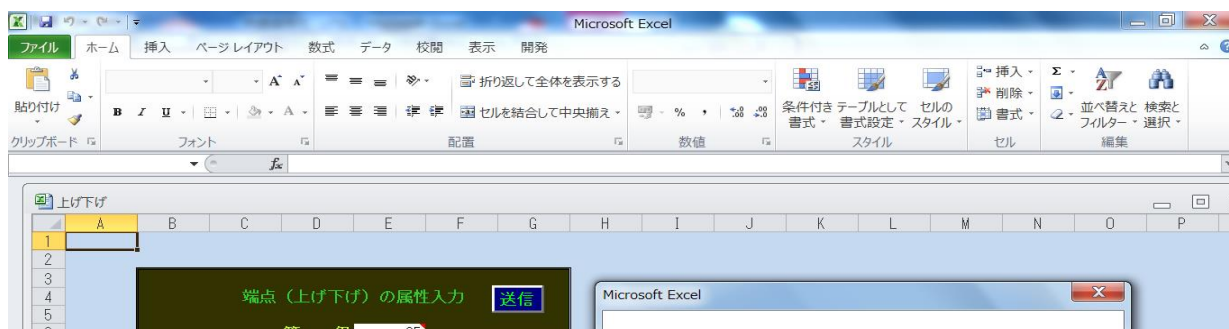 Microsoft Excel
ファイル ホーム 挿入 ページ レイアウト 数式 データ 校閲 表示 開発
折り返して全体を表示する
挿入
削除
書式
貼り付け
B I U A
セルを結合して中央揃え
% ,
条件付き書式 テーブルとして書式設定 セルのスタイル
並べ替えとフィルター 検索と選択
クリップボード フォント 配置 数値 スタイル セル 編集
fx
上げ下げ
A B C D E F G H I J K L M N O P
1
2
3
4
5
端点（上げ下げ）の属性入力 送信
Microsoft Excel